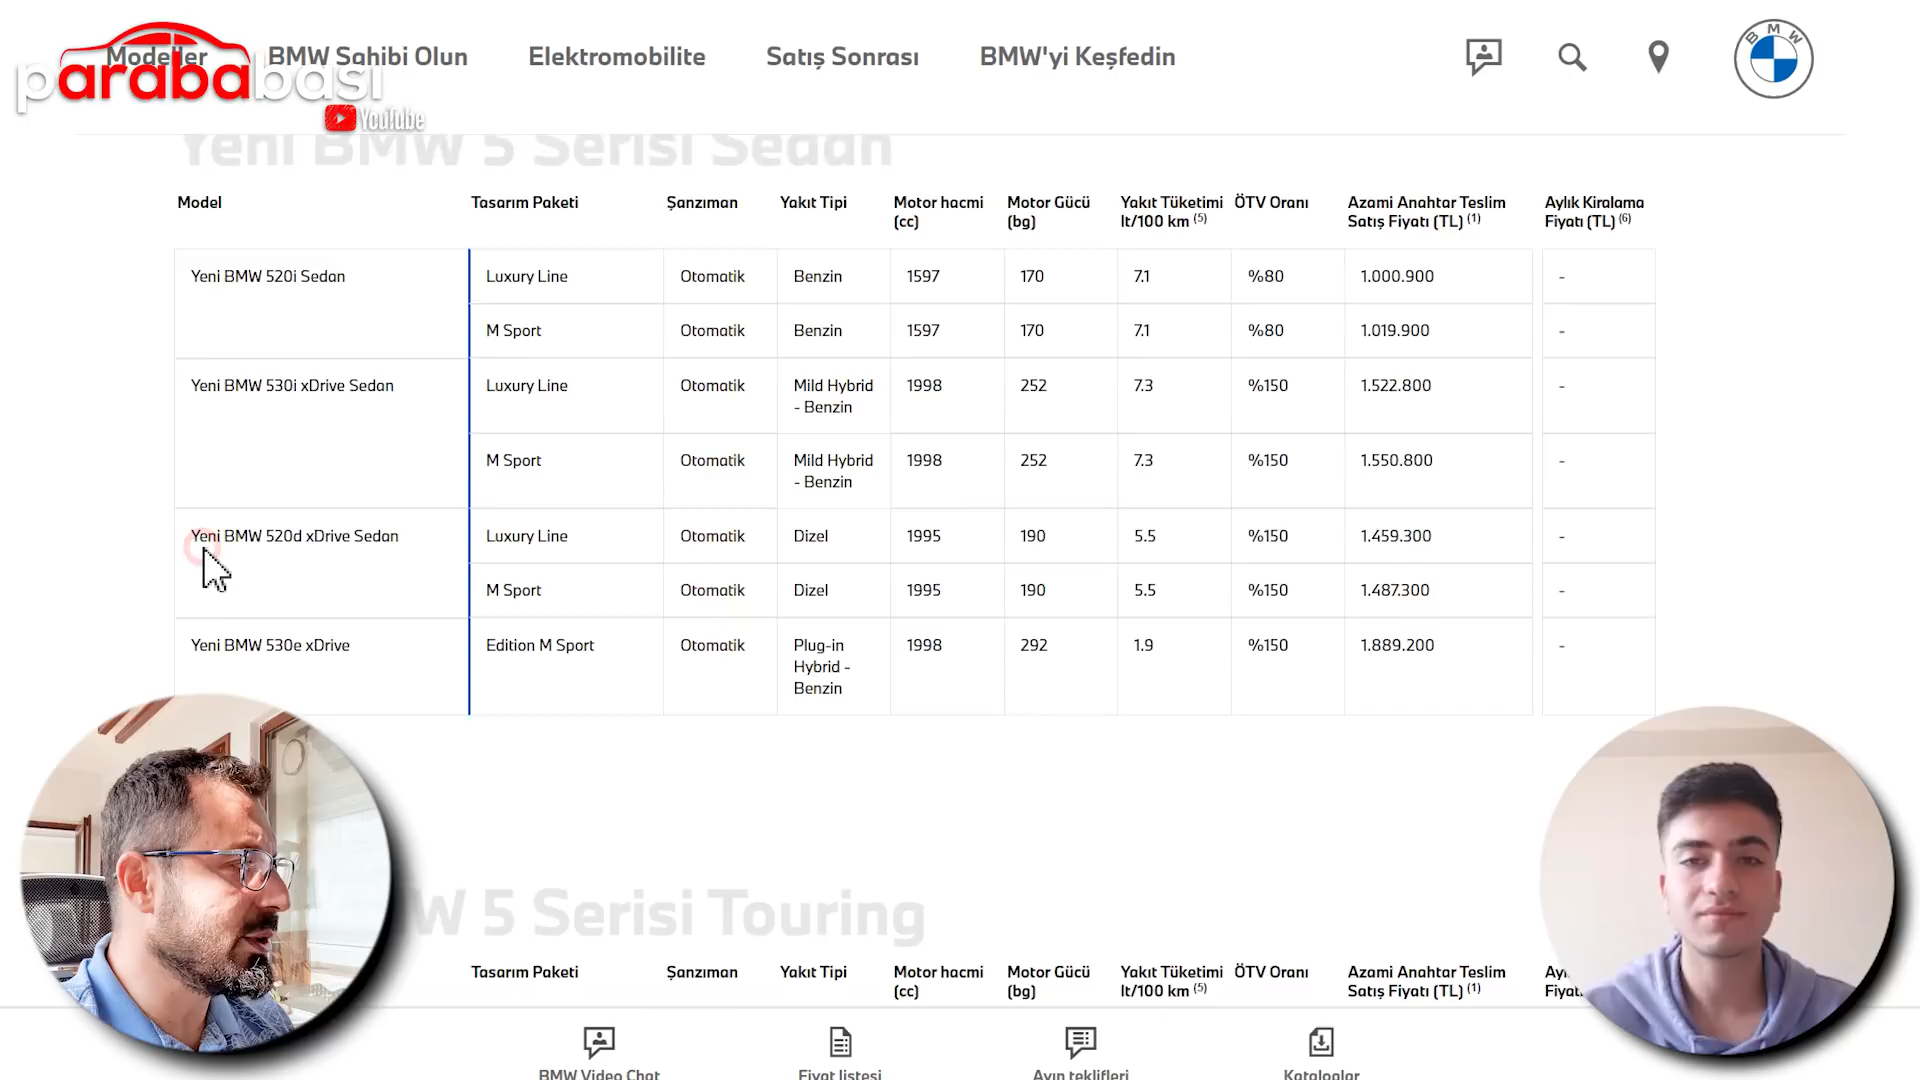 Modeller
BMW Sahibi Olun
Elektromobilite
Satış Sonrası
BMW'yi Keşfedin
BMW
parababası
YouTube
Yeni BMW 5 Serisi Sedan
Model
Tasarım Paketi
Şanzıman
Yakıt Tipi
Motor hacmi (cc)
Motor Gücü (bg)
Yakıt Tüketimi lt/100 km (5)
ÖTV Oranı
Azami Anahtar Teslim Satış Fiyatı (TL) (1)
Aylık Kiralama Fiyatı (TL) (6)
Yeni BMW 520i Sedan Luxury Line Otomatik Benzin 1597 170 7.1 %80 1.000.900 -
M Sport Otomatik Benzin 1597 170 7.1 %80 1.019.900 -
Yeni BMW 530i xDrive Sedan Luxury Line Otomatik Mild Hybrid - Benzin 1998 252 7.3 %150 1.522.800 -
M Sport Otomatik Mild Hybrid - Benzin 1998 252 7.3 %150 1.550.800 -
Yeni BMW 520d xDrive Sedan Luxury Line Otomatik Dizel 1995 190 5.5 %150 1.459.300 -
M Sport Otomatik Dizel 1995 190 5.5 %150 1.487.300 -
Yeni BMW 530e xDrive Edition M Sport Otomatik Plug-in Hybrid - Benzin 1998 292 1.9 %150 1.889.200 -
W 5 Serisi Touring
Tasarım Paketi
Şanzıman
Yakıt Tipi
Motor hacmi (cc)
Motor Gücü (bg)
Yakıt Tüketimi lt/100 km (5)
ÖTV Oranı
Azami Anahtar Teslim Satış Fiyatı (TL) (1)
BMW Video Chat
Fiyat listesi
Ayın teklifleri
Kataloglar